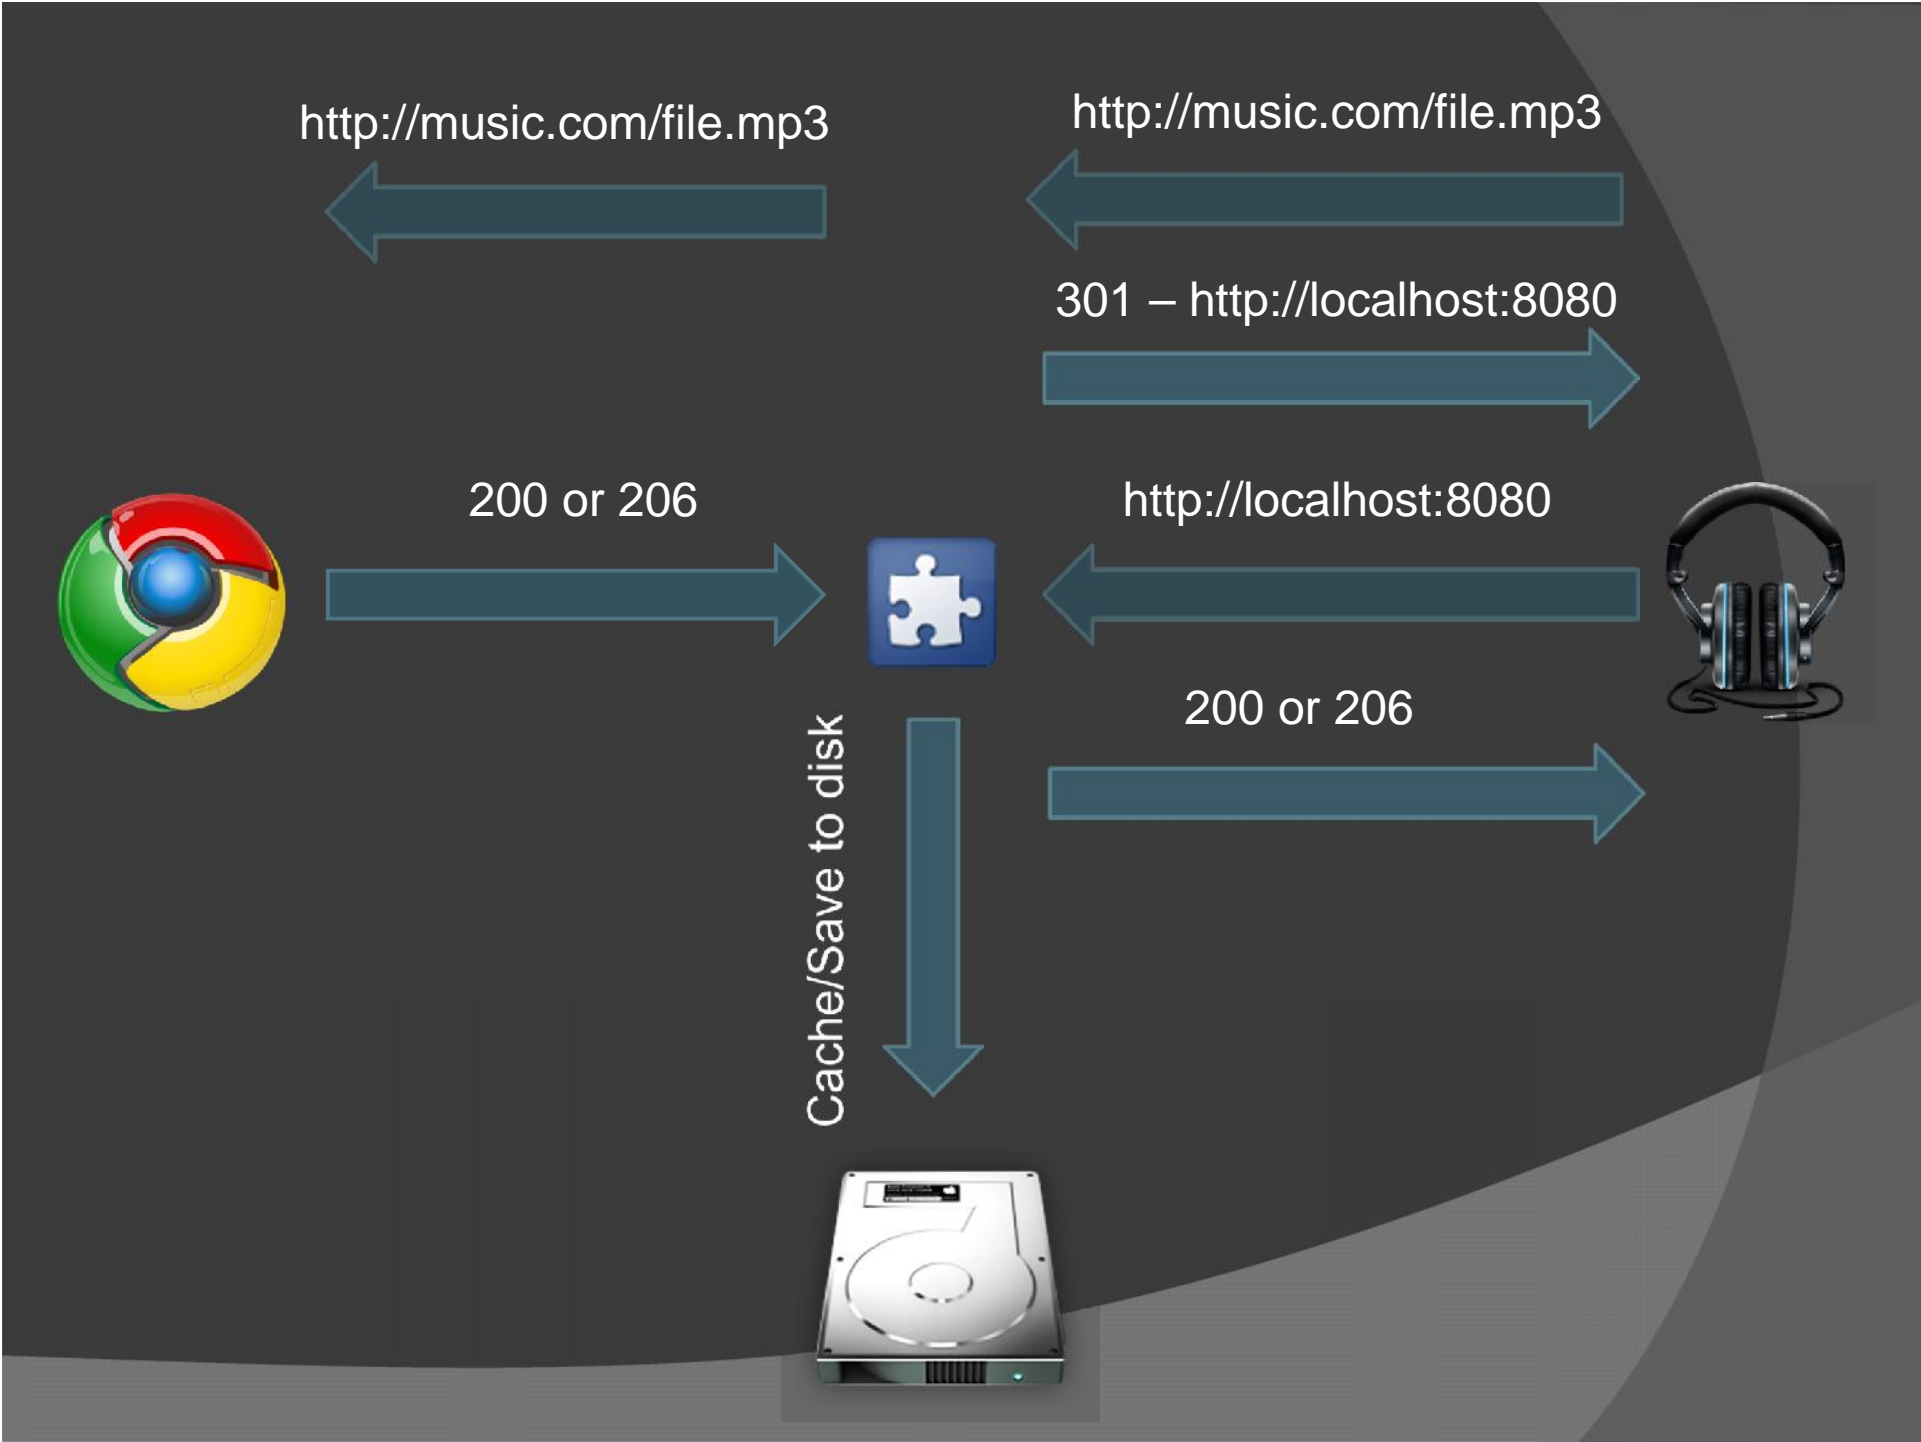 http://music.com/file.mp3
http://music.com/file.mp3
301 – http://localhost:8080
200 or 206
http://localhost:8080
200 or 206
Cache/Save to disk